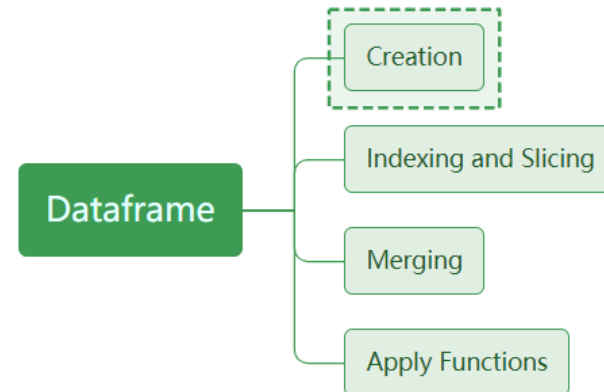 Creation
Indexing and Slicing
Dataframe
Merging
Apply Functions